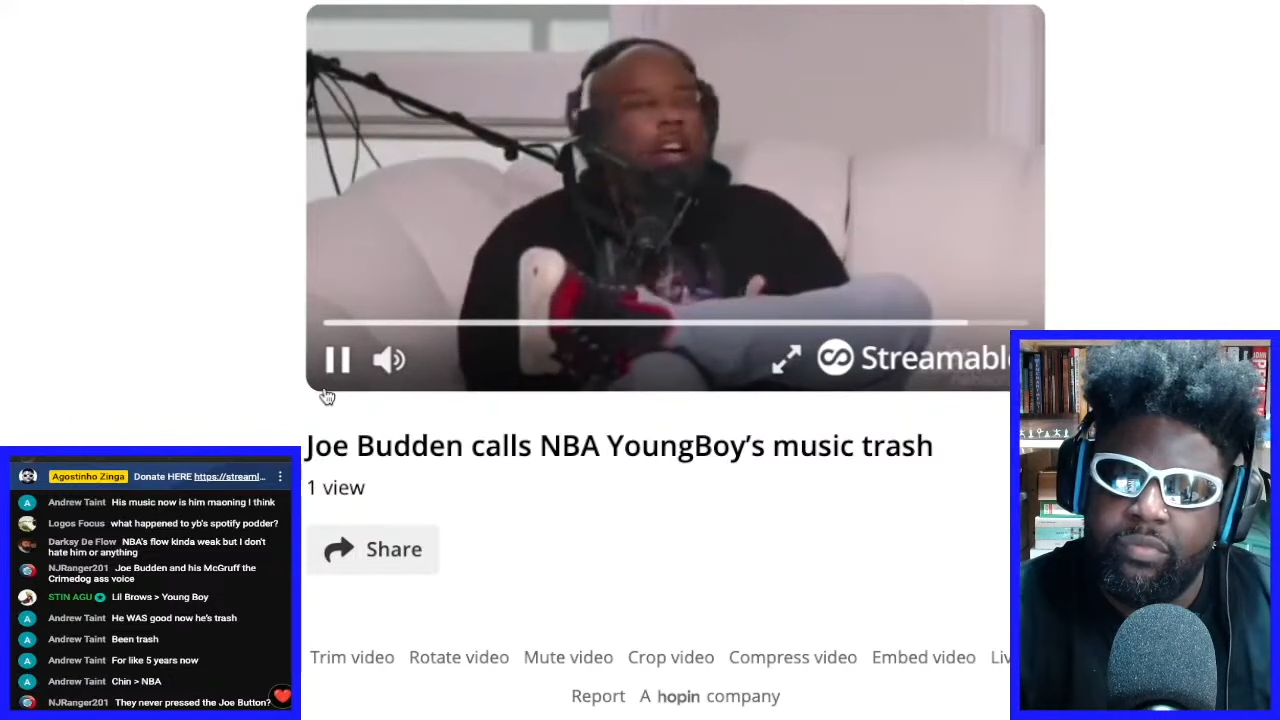 Streamable
Joe Budden calls NBA YoungBoy’s music trash
1 view
Share
Trim video Rotate video Mute video Crop video Compress video Embed video Liv
Report A hopin company
Agostinho Zinga Donate HERE https://streaml...
Andrew Taint His music now is him maoning I think
Logos Focus what happened to yb's spotify podder?
Darksy De Flow NBA's flow kinda weak but I don't
hate him or anything
NJRanger201 Joe Budden and his McGruff the
Crimedog ass voice
STIN AGU Lil Brows > Young Boy
Andrew Taint He WAS good now he's trash
Andrew Taint Been trash
Andrew Taint For like 5 years now
Andrew Taint Chin > NBA
NJRanger201 They never pressed the Joe Button?